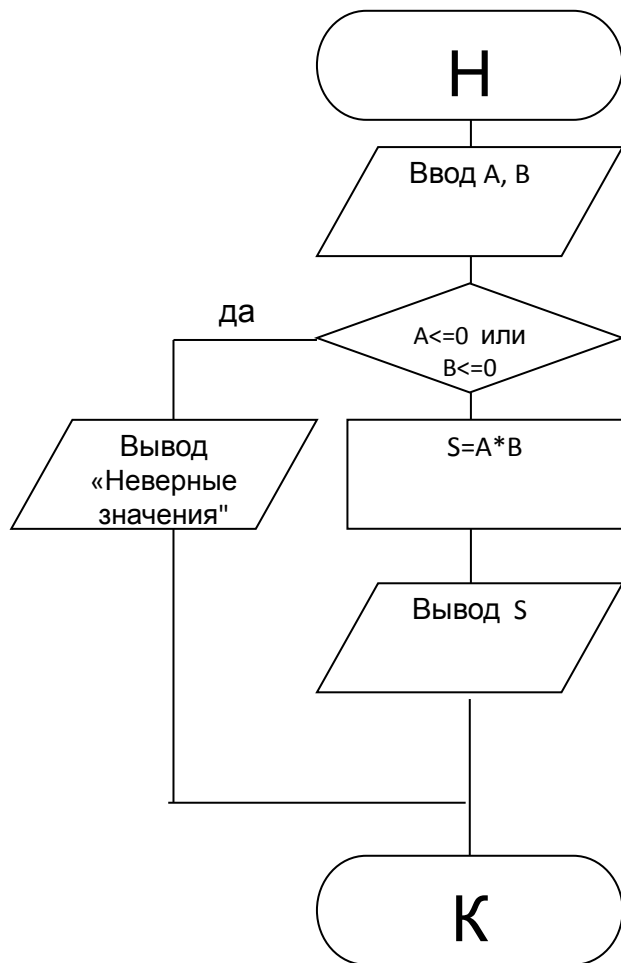 Н
Ввод A, B
да
A<=0 или
B<=0
Вывод
«Неверные
значения"
S=A*B
Вывод S
К